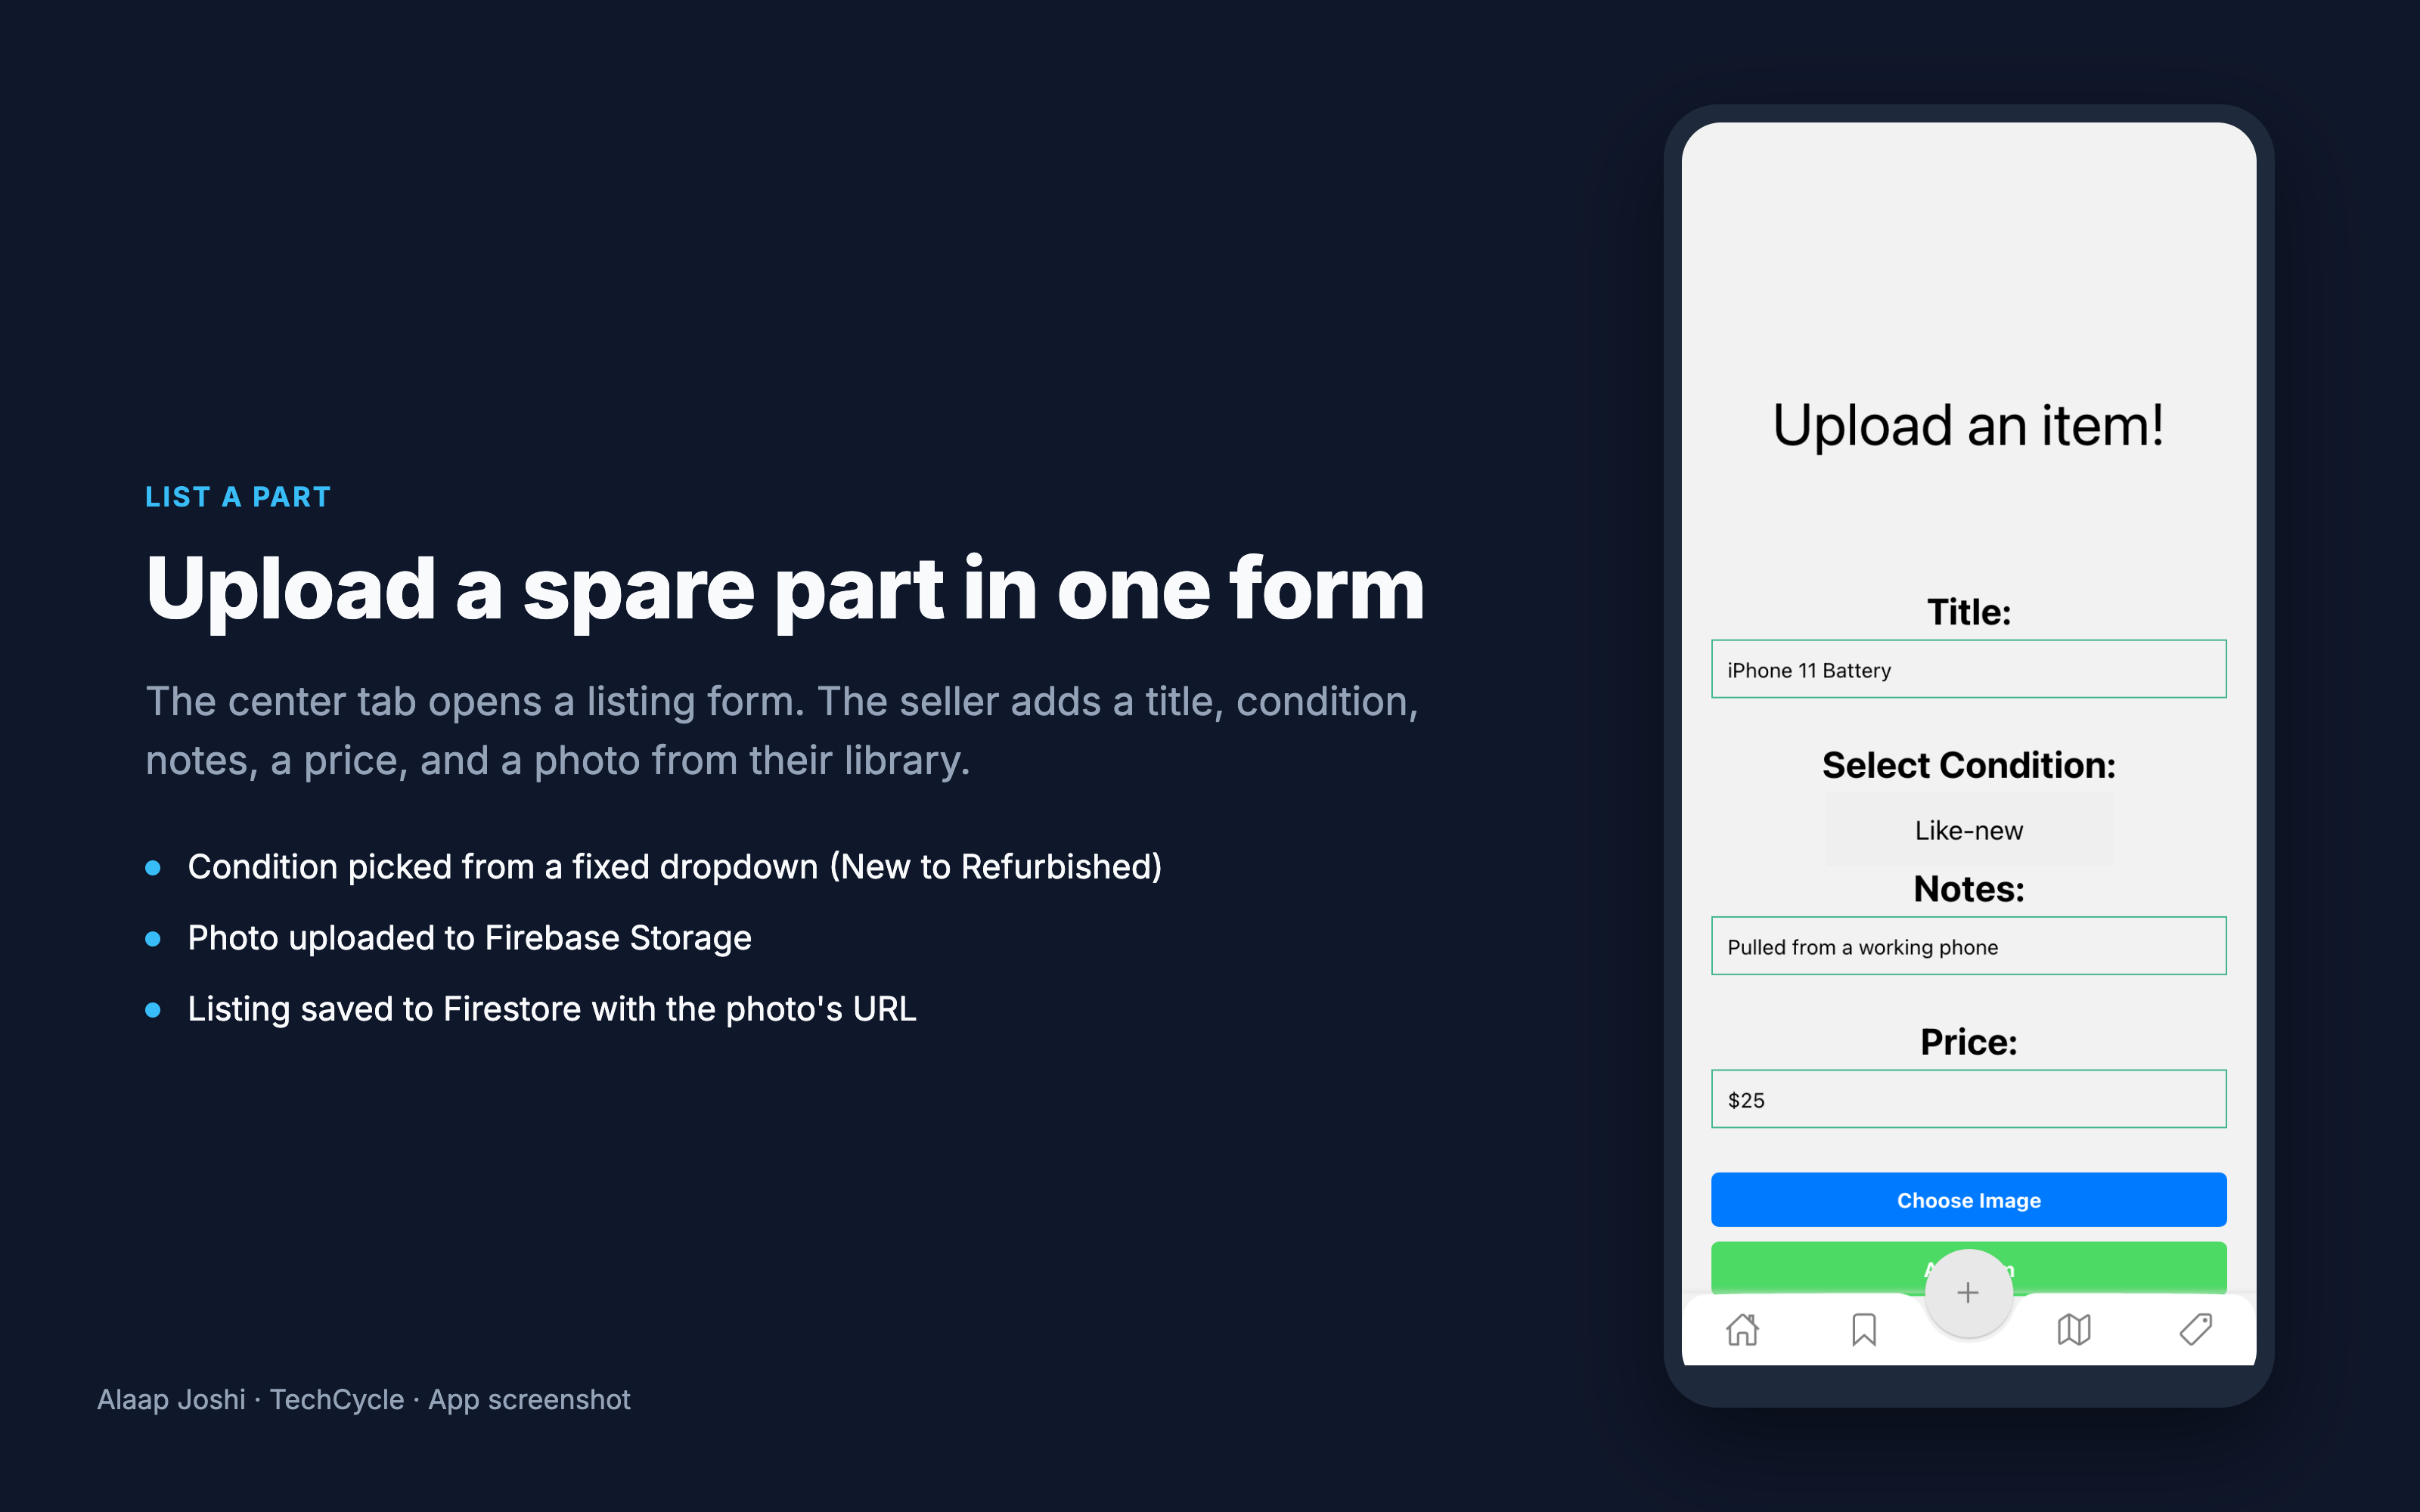 LIST A PART
Upload a spare part in one form
The center tab opens a listing form. The seller adds a title, condition,
notes, a price, and a photo from their library.
Condition picked from a fixed dropdown (New to Refurbished)
Photo uploaded to Firebase Storage
Listing saved to Firestore with the photo's URL
Alaap Joshi · TechCycle · App screenshot
Upload an item!
Title:
iPhone 11 Battery
Select Condition:
Like-new
Notes:
Pulled from a working phone
Price:
$25
Choose Image